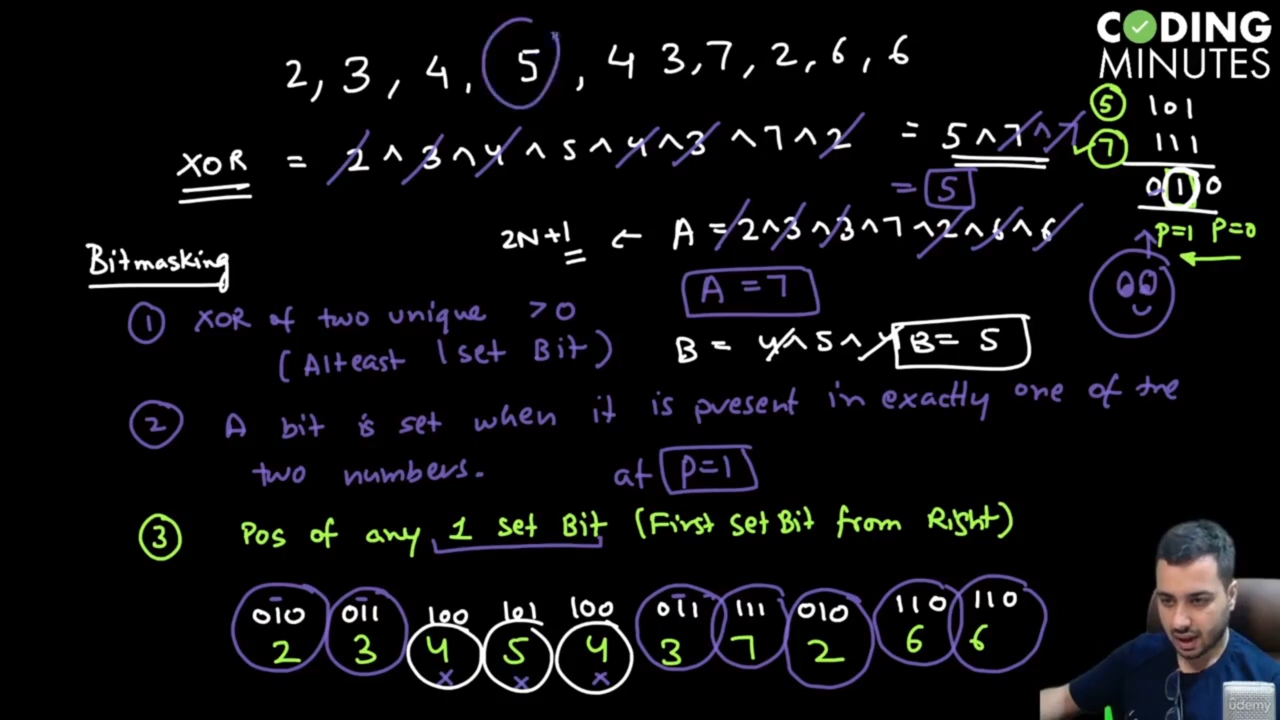 CODING
MINUTES
2, 3, 4, 5, 4 3, 7, 2, 6, 6
XOR = 2 ^ 3 ^ 4 ^ 5 ^ 4 ^ 3 ^ 7 ^ 2 = 5 ^ 7 ^ 7
= 5
5 101
7 111
010
P=1 P=0
2N+1 ← A = 2^3^3^7^2^6^6
Bitmasking
A = 7
1 XOR of two unique > 0
(Alteast 1 set Bit)
B = 4^5^4 B = 5
2 A bit is set when it is present in exactly one of the
two numbers. at P=1
3 Pos of any 1 set Bit (First set Bit from Right)
010 011 100 101 100 011 111 010 110 110
2 3 4 5 4 3 7 2 6 6
x x x
ûdemy